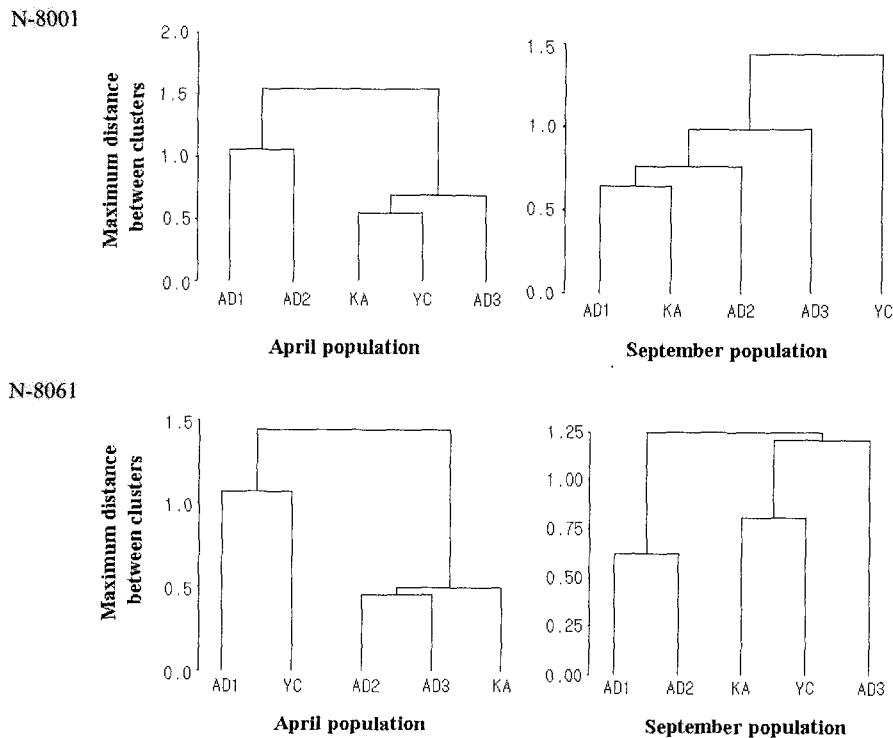 N-8001
Maximum distance
between clusters
2.0
1.5
1.0
0.5
0.0
AD1 AD2 KA YC AD3
April population
1.5
1.0
0.5
0.0
AD1 KA AD2 AD3 YC
September population
N-8061
Maximum distance
between clusters
1.5
1.0
0.5
0.0
AD1 YC AD2 AD3 KA
April population
1.25
1.00
0.75
0.50
0.25
0.00
AD1 AD2 KA YC AD3
September population